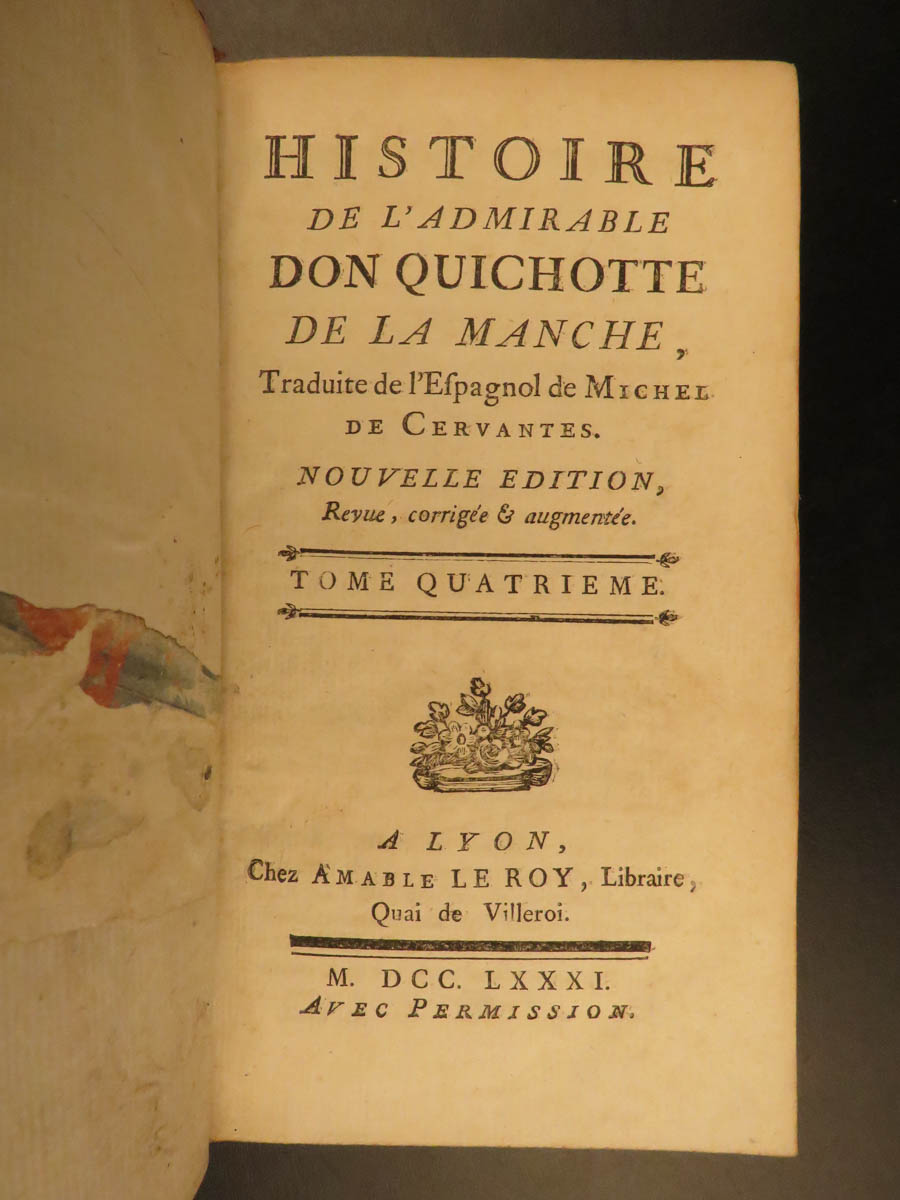 HISTOIRE
DE L'ADMIRABLE
DON QUICHOTTE
DE LA MANCHE,
Traduite de l'Eſpagnol de MICHEL
DE CERVANTES.
NOUVELLE EDITION,
Revue, corrigée & augmentée.
TOME QUATRIEME.
A LYON,
Chez AMABLE LE ROY, Libraire,
Quai de Villeroi.
M. DCC. LXXXI.
AVEC PERMISSION.